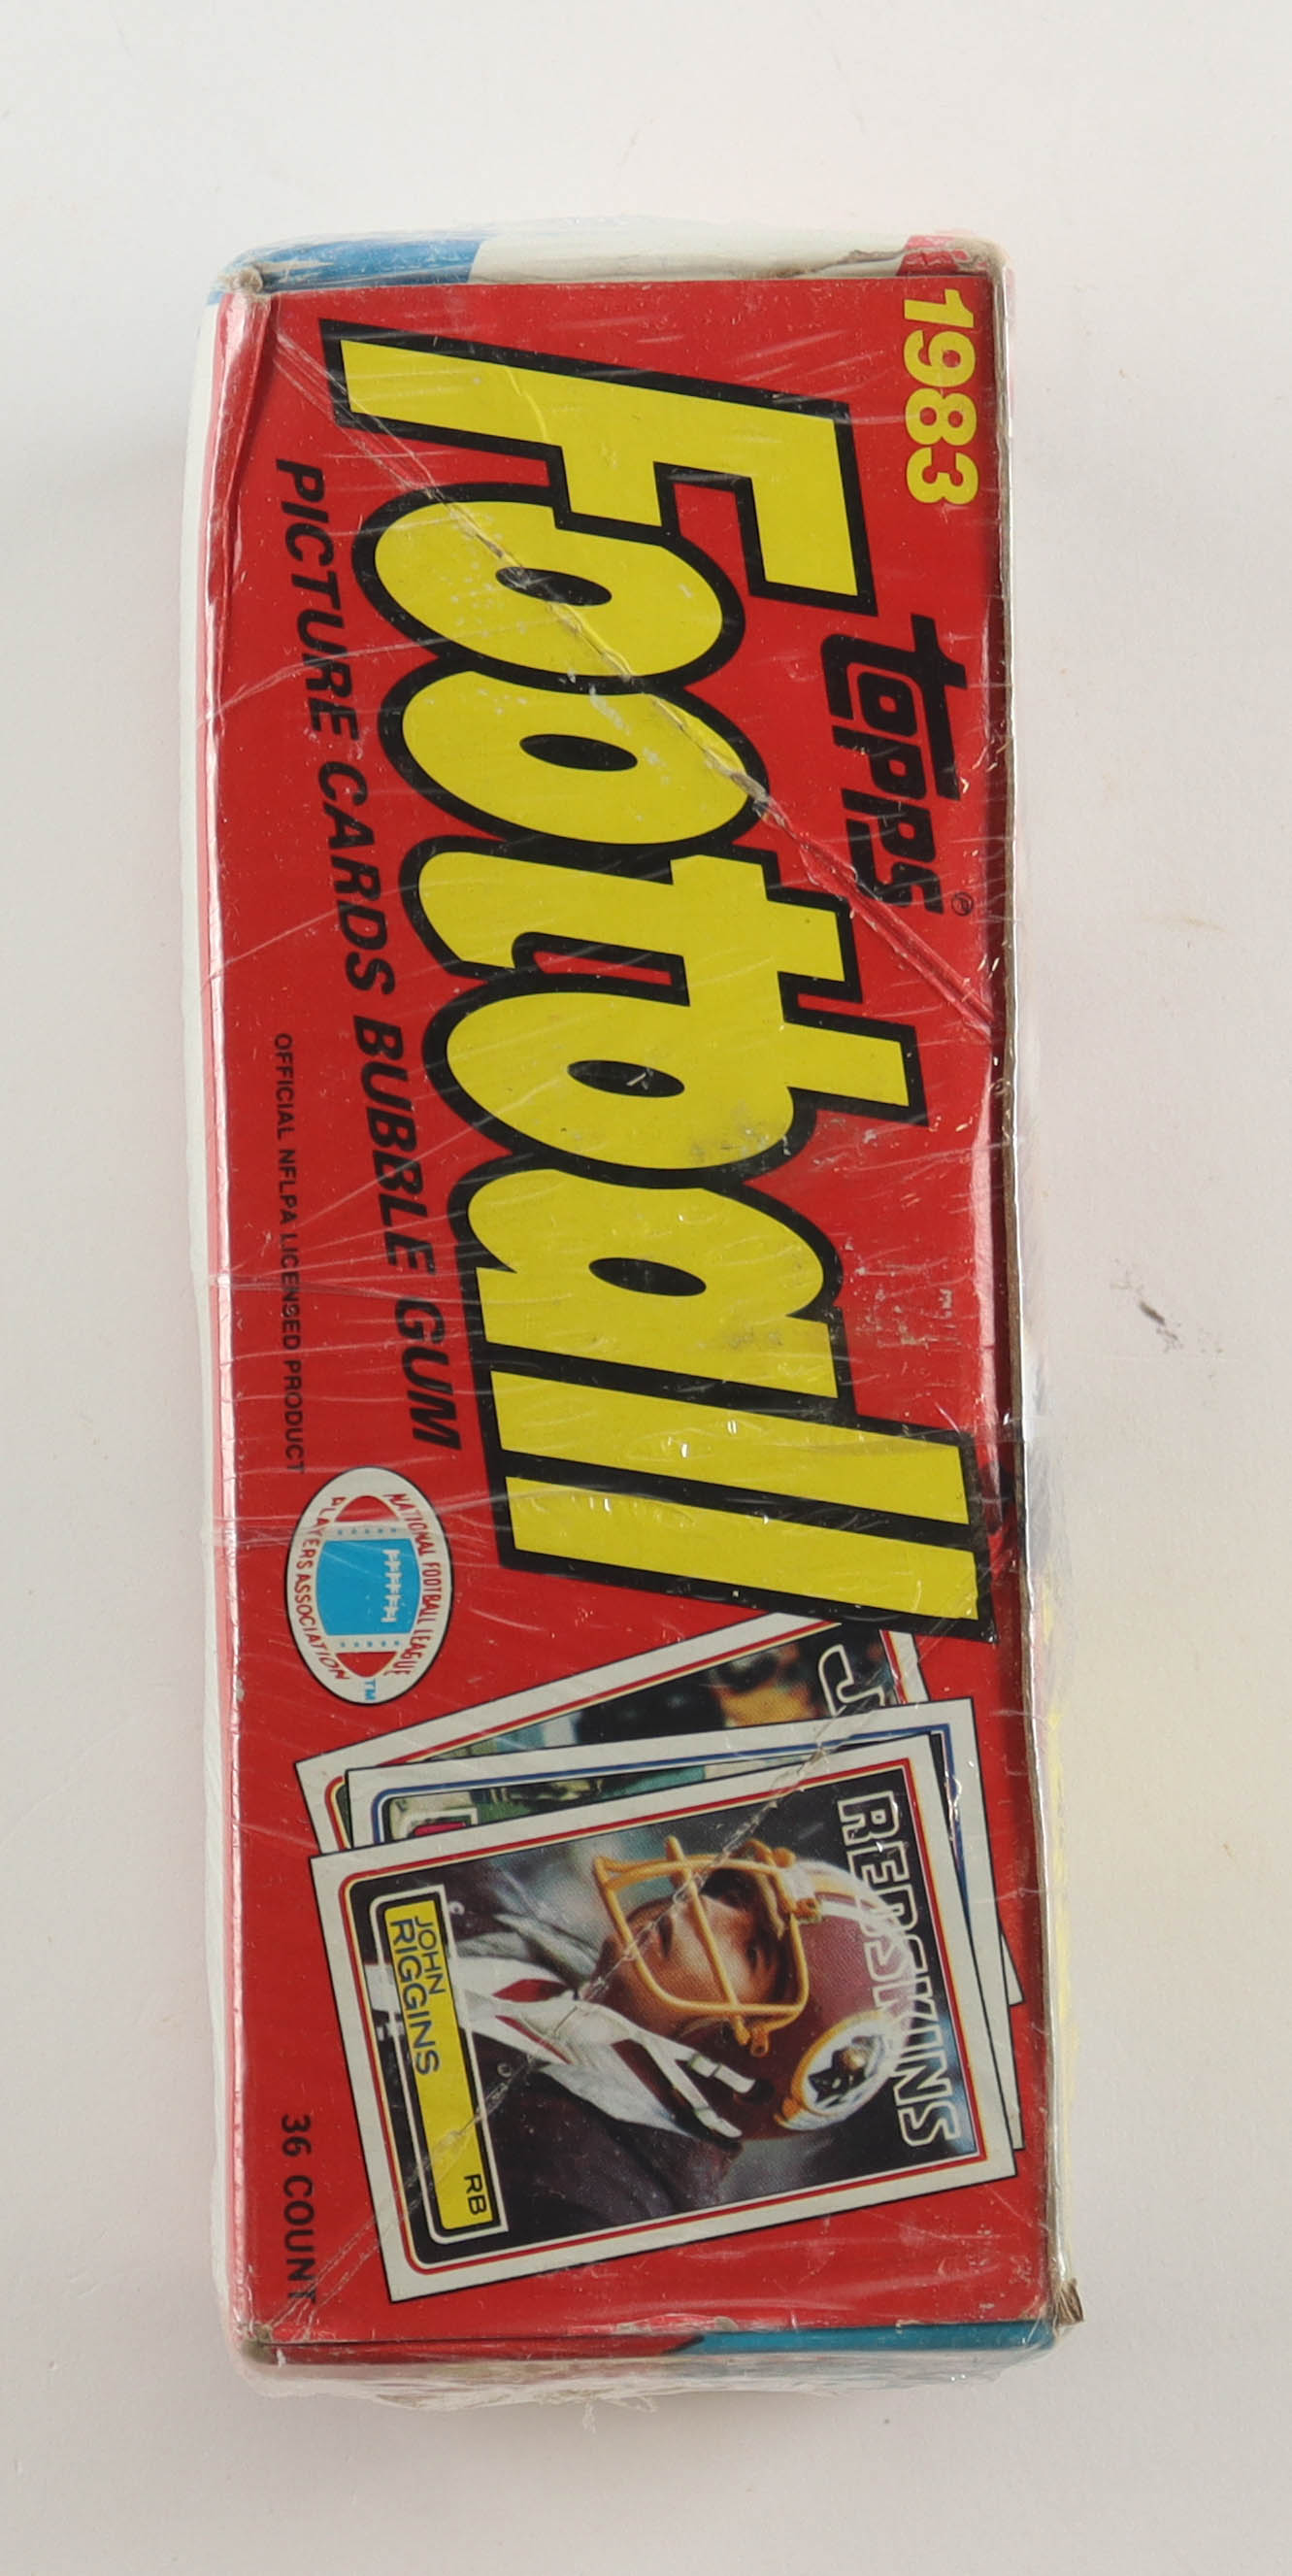 1983
TOPPS®
Football
PICTURE CARDS BUBBLE GUM
OFFICIAL NFLPA LICENSED PRODUCT
NATIONAL FOOTBALL LEAGUE
PLAYERS ASSOCIATION
TM
J
REDSKINS
JOHN
RIGGINS
RB
36 COUNT